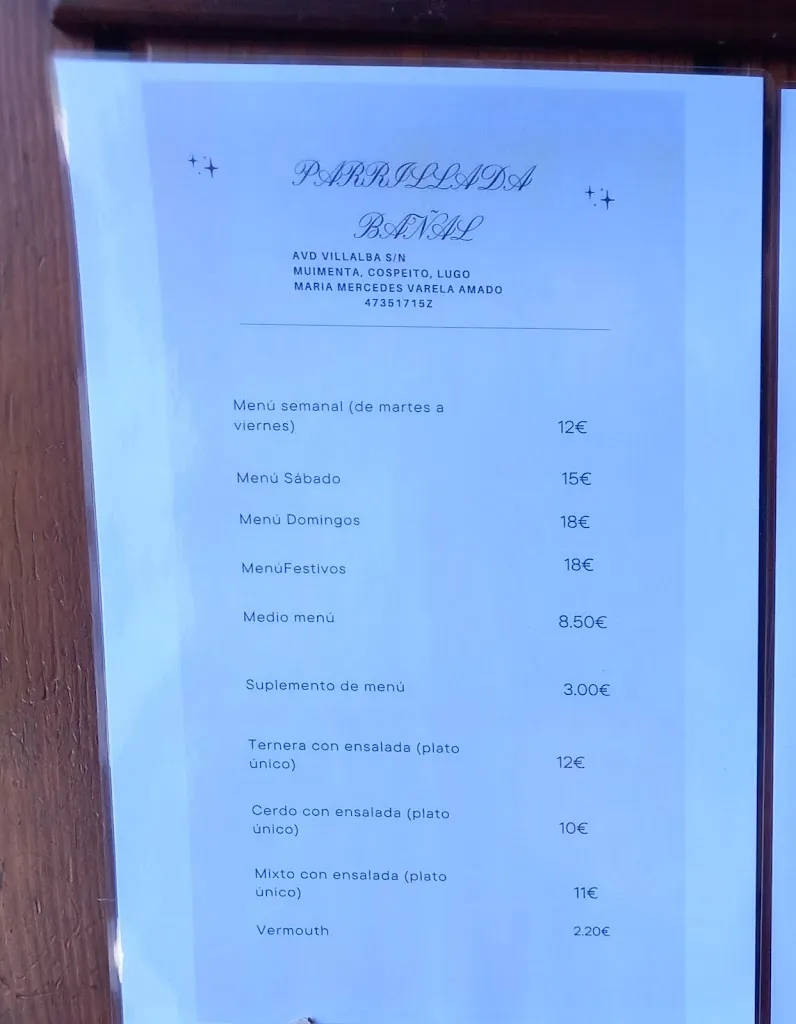 PARRILLADA
BAÑAL
AVD VILLALBA S/N
MUIMENTA, COSPEITO, LUGO
MARIA MERCEDES VARELA AMADO
47351715Z
Menú semanal (de martes a
viernes) 12€
Menú Sábado 15€
Menú Domingos 18€
MenúFestivos 18€
Medio menú 8.50€
Suplemento de menú 3.00€
Ternera con ensalada (plato
único) 12€
Cerdo con ensalada (plato
único) 10€
Mixto con ensalada (plato
único) 11€
Vermouth 2.20€